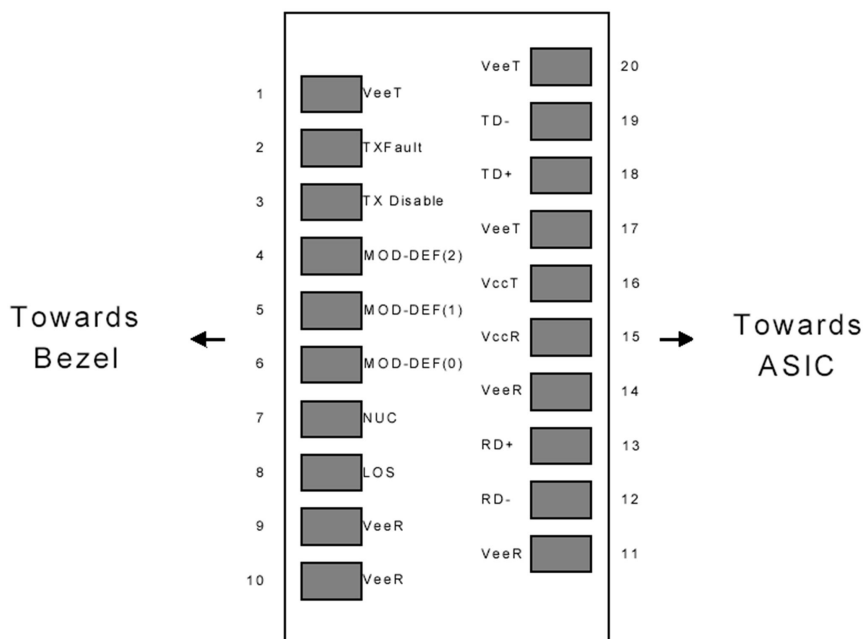 VeeT 20
1 VeeT
TD- 19
2 TXFault
TD+ 18
3 TX Disable
VeeT 17
4 MOD-DEF(2)
VccT 16
5 MOD-DEF(1)
Towards
Bezel
VccR 15
Towards
ASIC
6 MOD-DEF(0)
VeeR 14
7 NUC
RD+ 13
8 LOS
RD- 12
9 VeeR
VeeR 11
10 VeeR